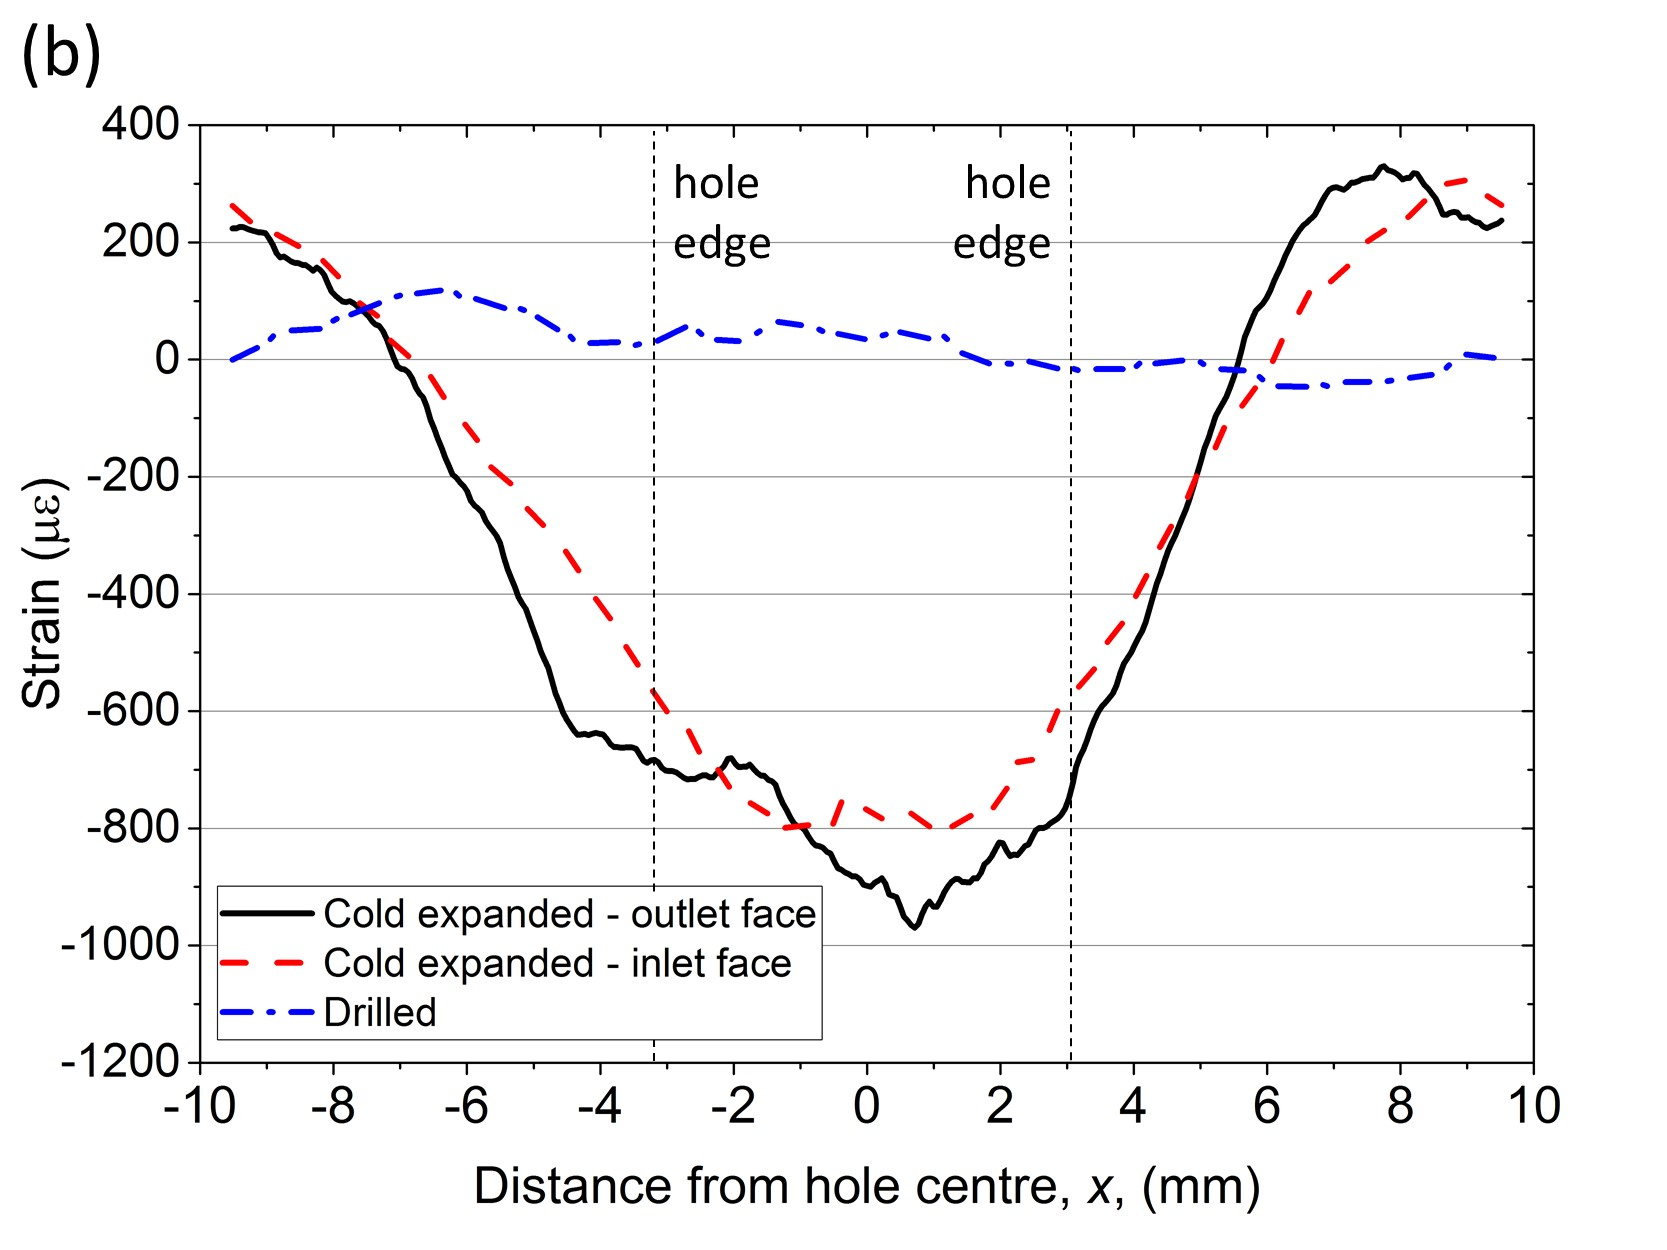 (b)
400
200
0
-200
-400
-600
-800
-1000
-1200
Strain (με)
hole
edge
hole
edge
Cold expanded - outlet face
Cold expanded - inlet face
Drilled
-10 -8 -6 -4 -2 0 2 4 6 8 10
Distance from hole centre, x, (mm)